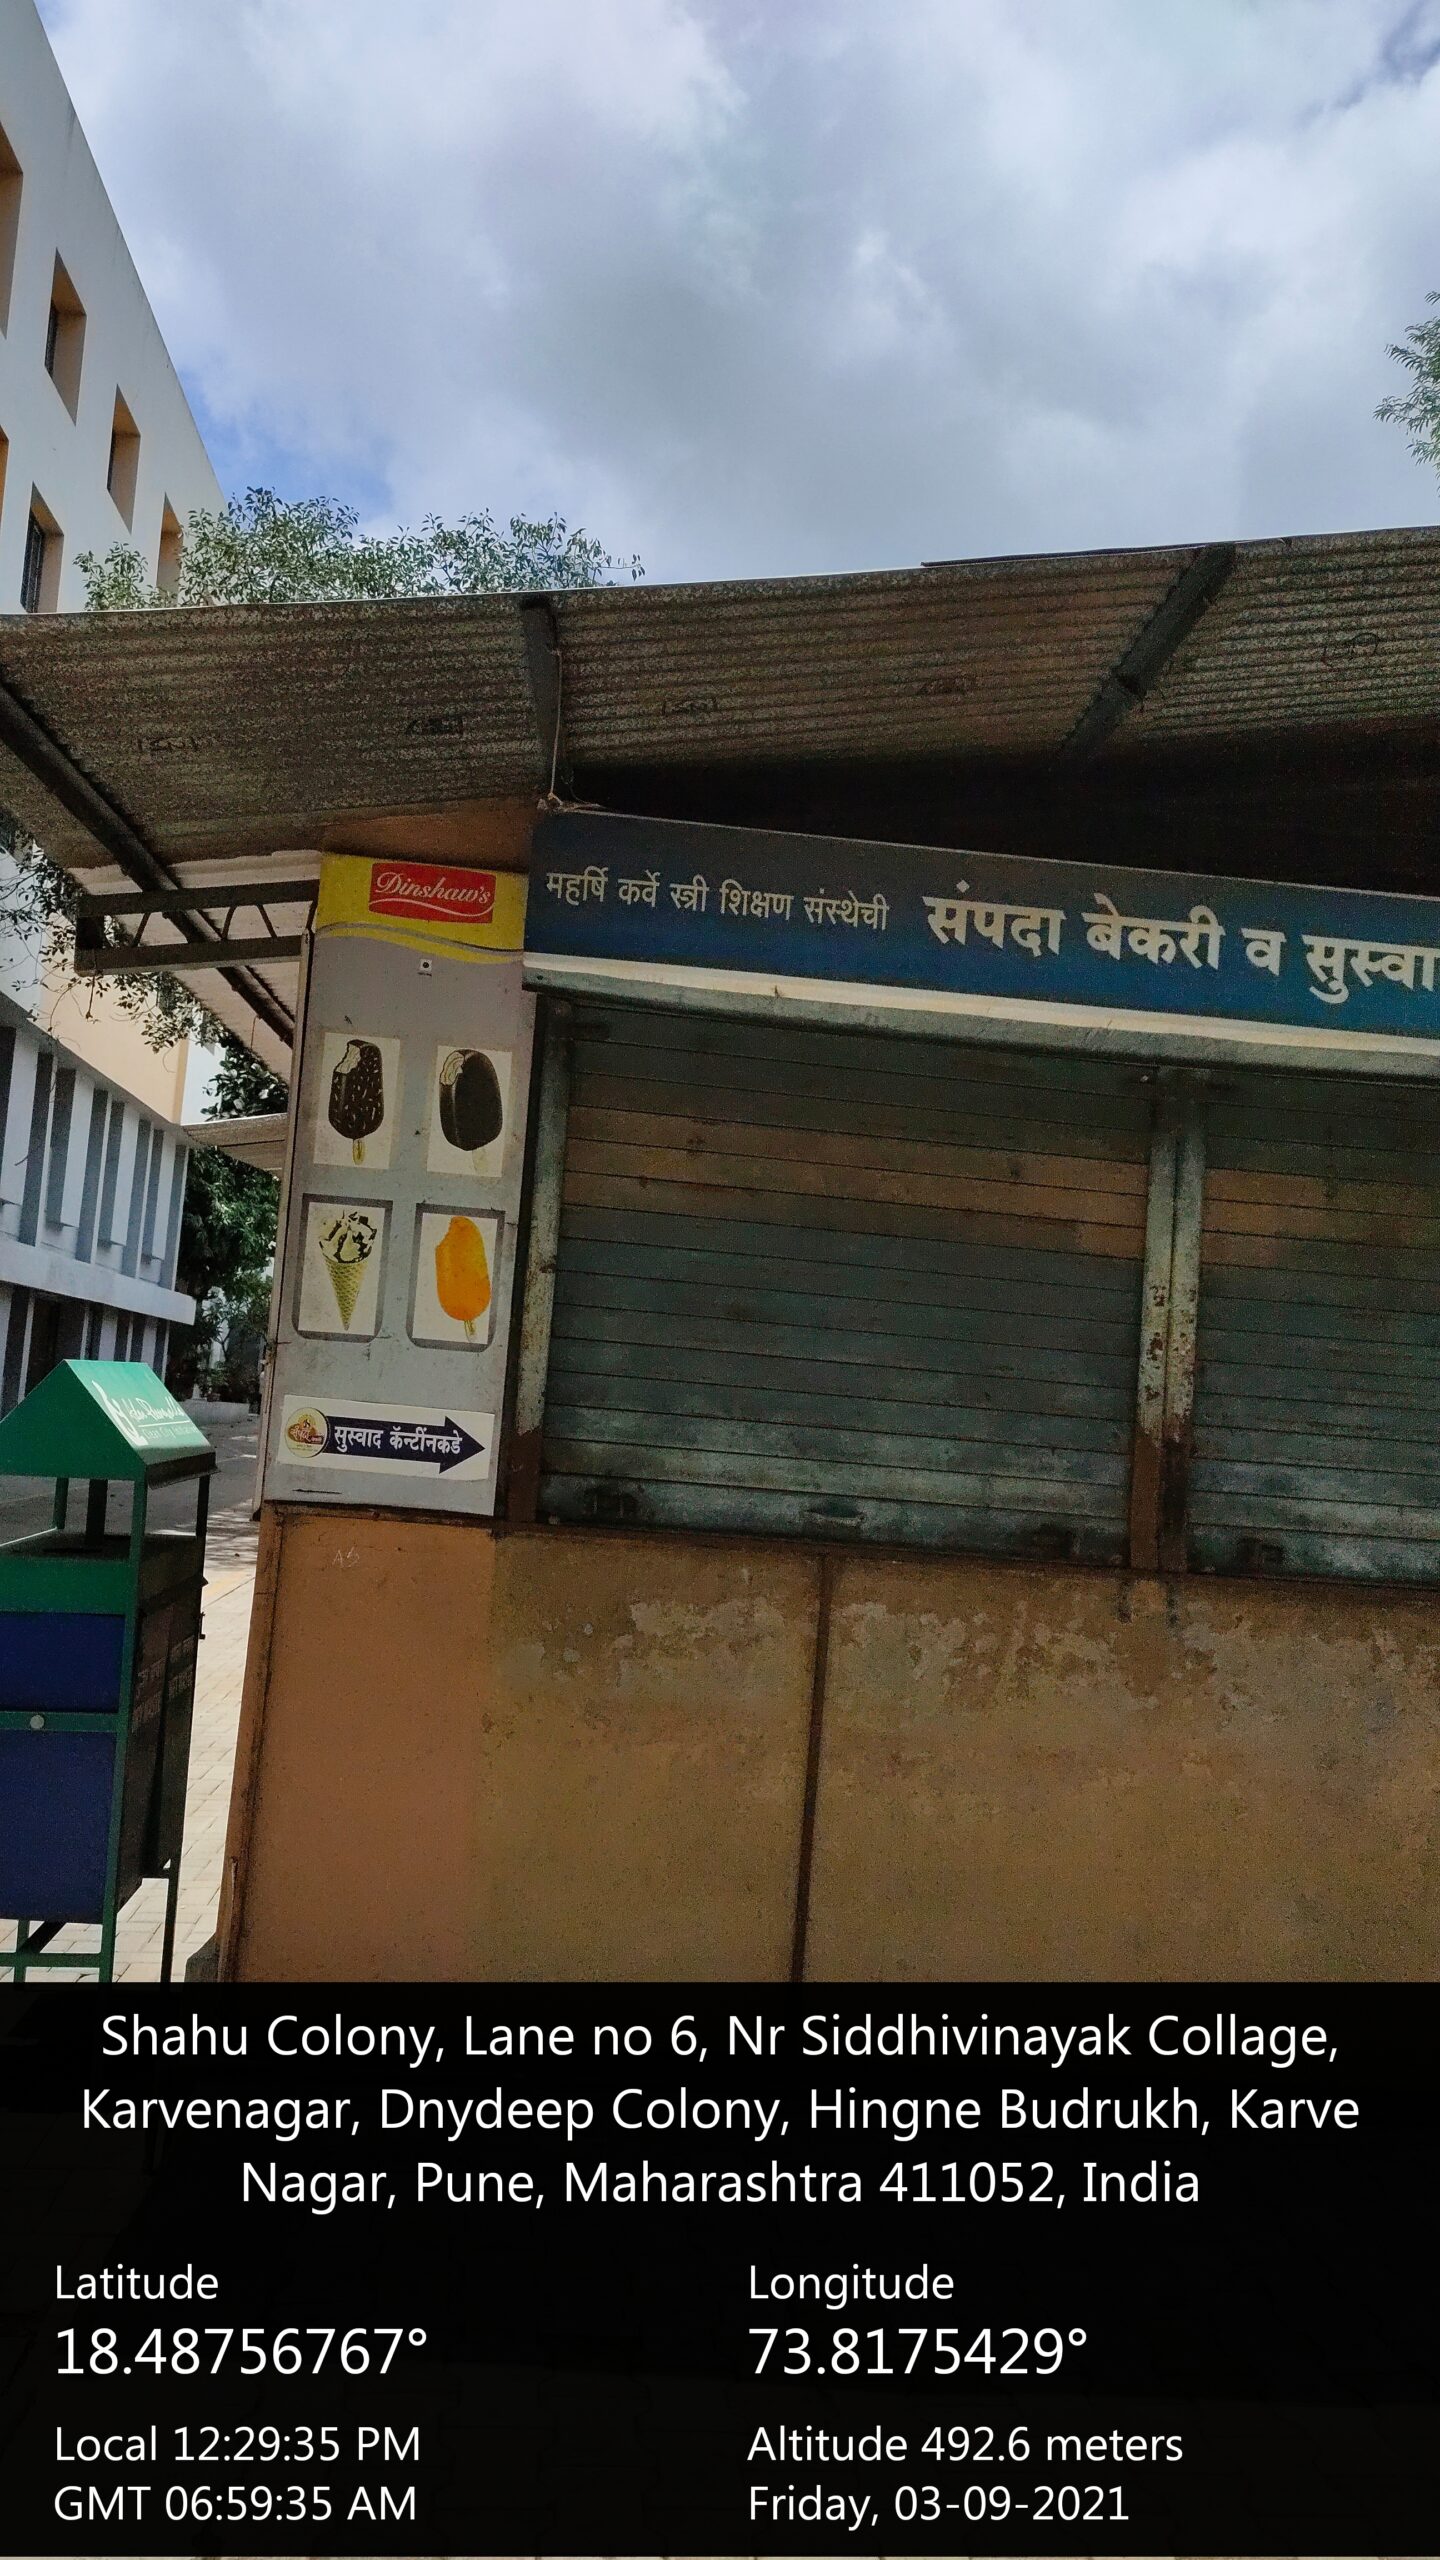 Dinshaw's
महर्षि कर्वे स्त्री शिक्षण संस्थेची संपदा बेकरी व सुस्वा
सुस्वाद कॅन्टींनकडे
Shahu Colony, Lane no 6, Nr Siddhivinayak Collage,
Karvenagar, Dnydeep Colony, Hingne Budrukh, Karve
Nagar, Pune, Maharashtra 411052, India
Latitude
18.48756767°
Longitude
73.8175429°
Local 12:29:35 PM
GMT 06:59:35 AM
Altitude 492.6 meters
Friday, 03-09-2021